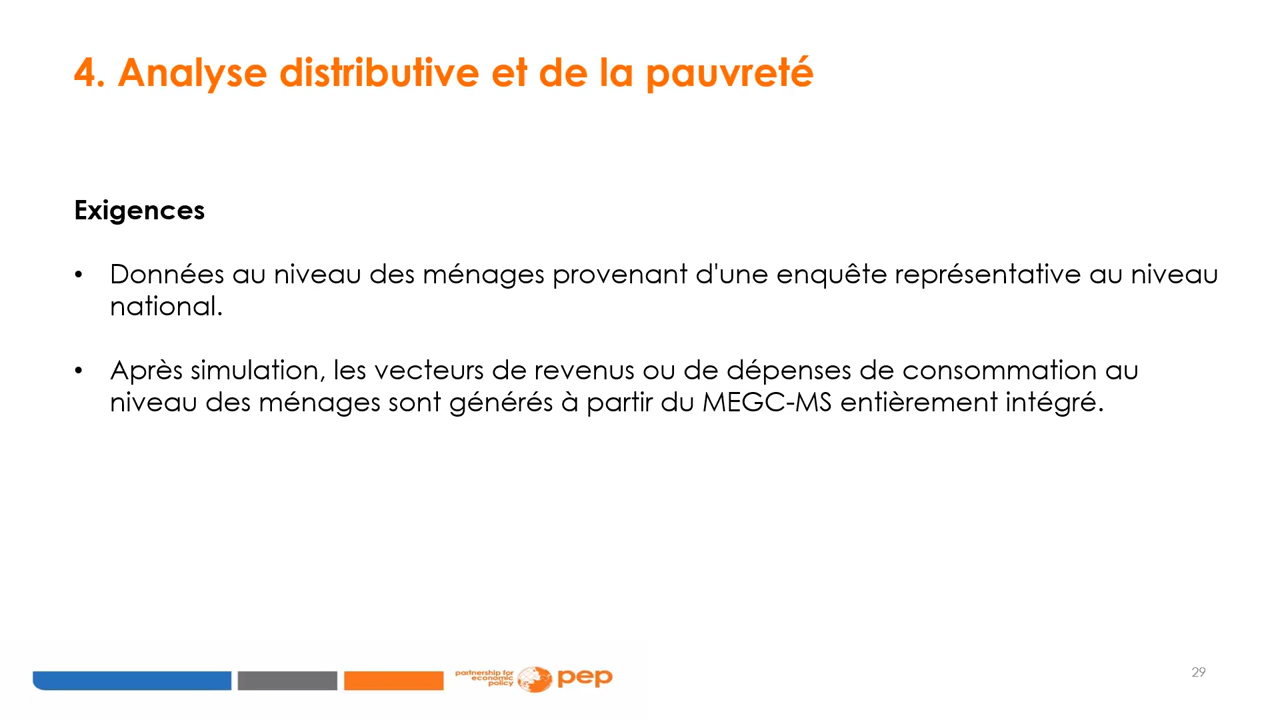 4. Analyse distributive et de la pauvreté
Exigences
• Données au niveau des ménages provenant d'une enquête représentative au niveau
national.
• Après simulation, les vecteurs de revenus ou de dépenses de consommation au
niveau des ménages sont générés à partir du MEGC-MS entièrement intégré.
partnership for
economic
policy
pep
29